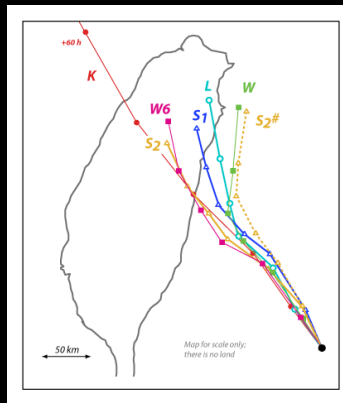 +60 h
K
L
W
W6
S1
S2#
S2
Map for scale only;
there is no land
50 km